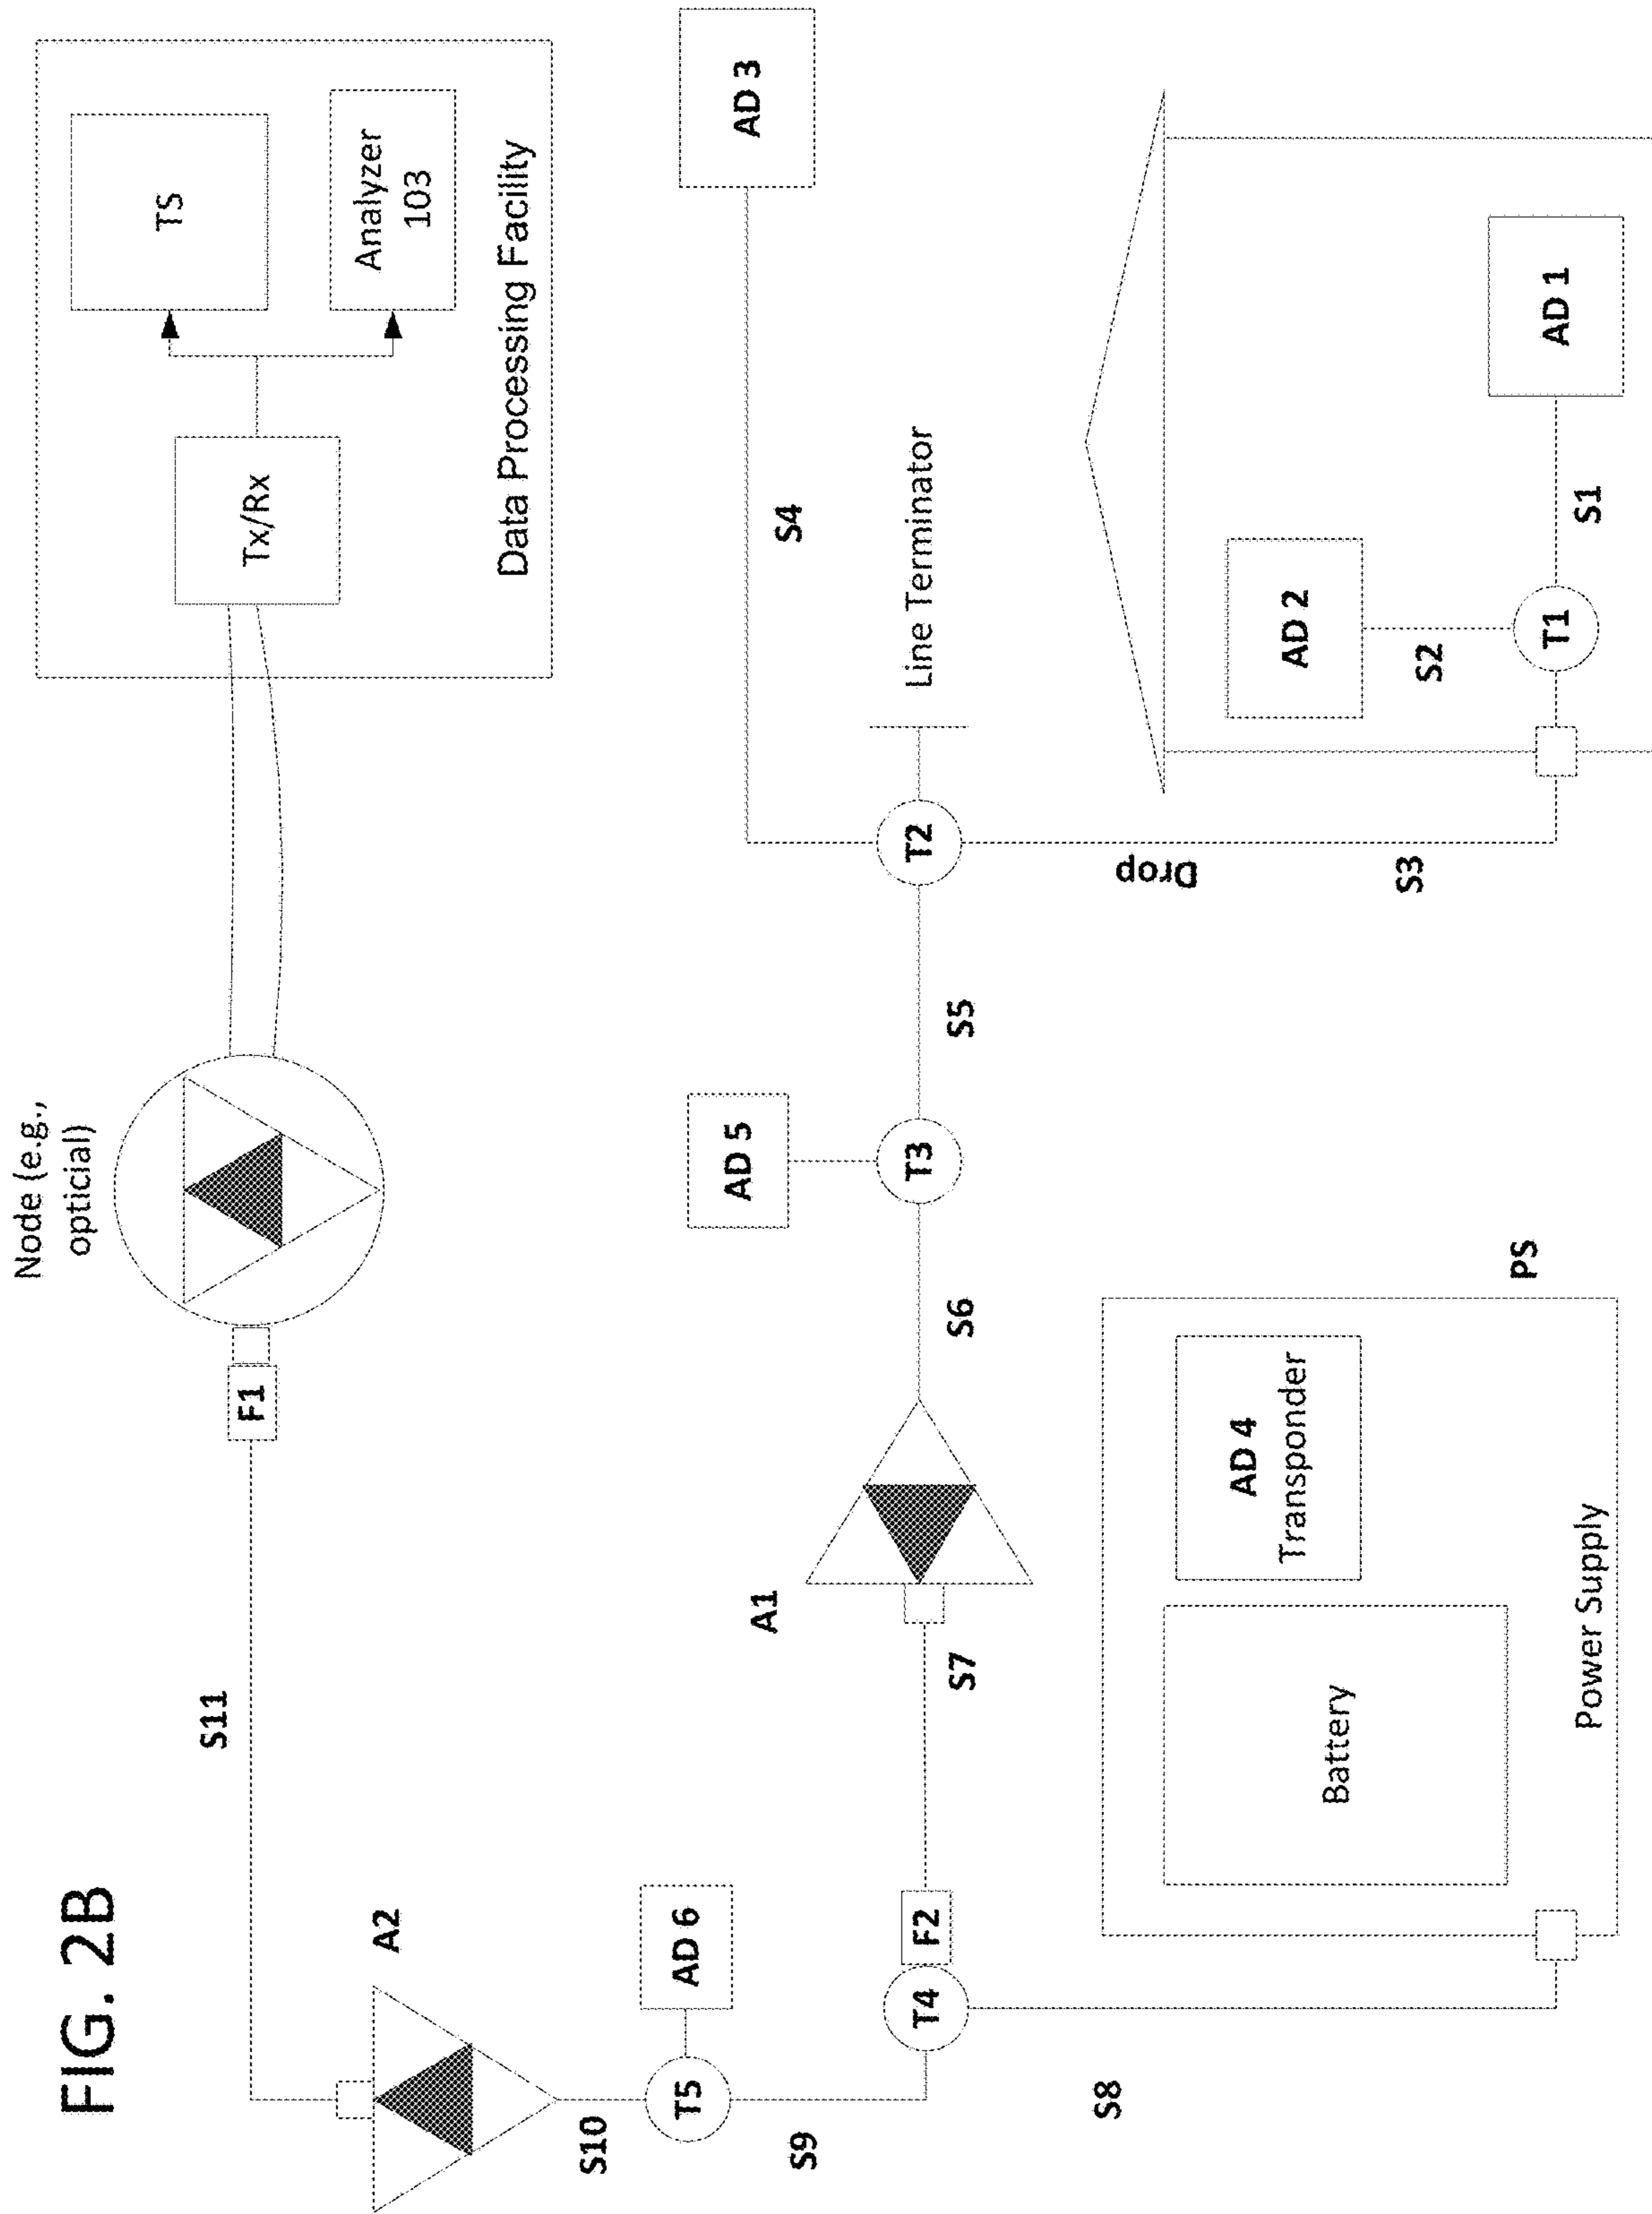 FIG. 2B
Node (e.g.,
opticial)
S11
F1
A2
Tx/Rx
TS
Analyzer
103
Data Processing Facility
S10
T5
AD 6
S9
T4
F2
S7
A1
S6
T3
AD 5
S5
T2
Line Terminator
S4
AD 3
Drop
S3
S8
Battery
AD 4
Transponder
Power Supply
PS
AD 2
S2
T1
S1
AD 1